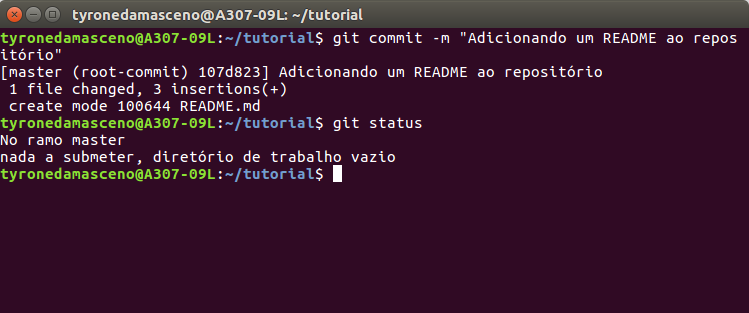 tyronedamasceno@A307-09L: ~/tutorial
tyronedamasceno@A307-09L:~/tutorial$ git commit -m "Adicionando um README ao repos
itório"
[master (root-commit) 107d823] Adicionando um README ao repositório
 1 file changed, 3 insertions(+)
 create mode 100644 README.md
tyronedamasceno@A307-09L:~/tutorial$ git status
No ramo master
nada a submeter, diretório de trabalho vazio
tyronedamasceno@A307-09L:~/tutorial$